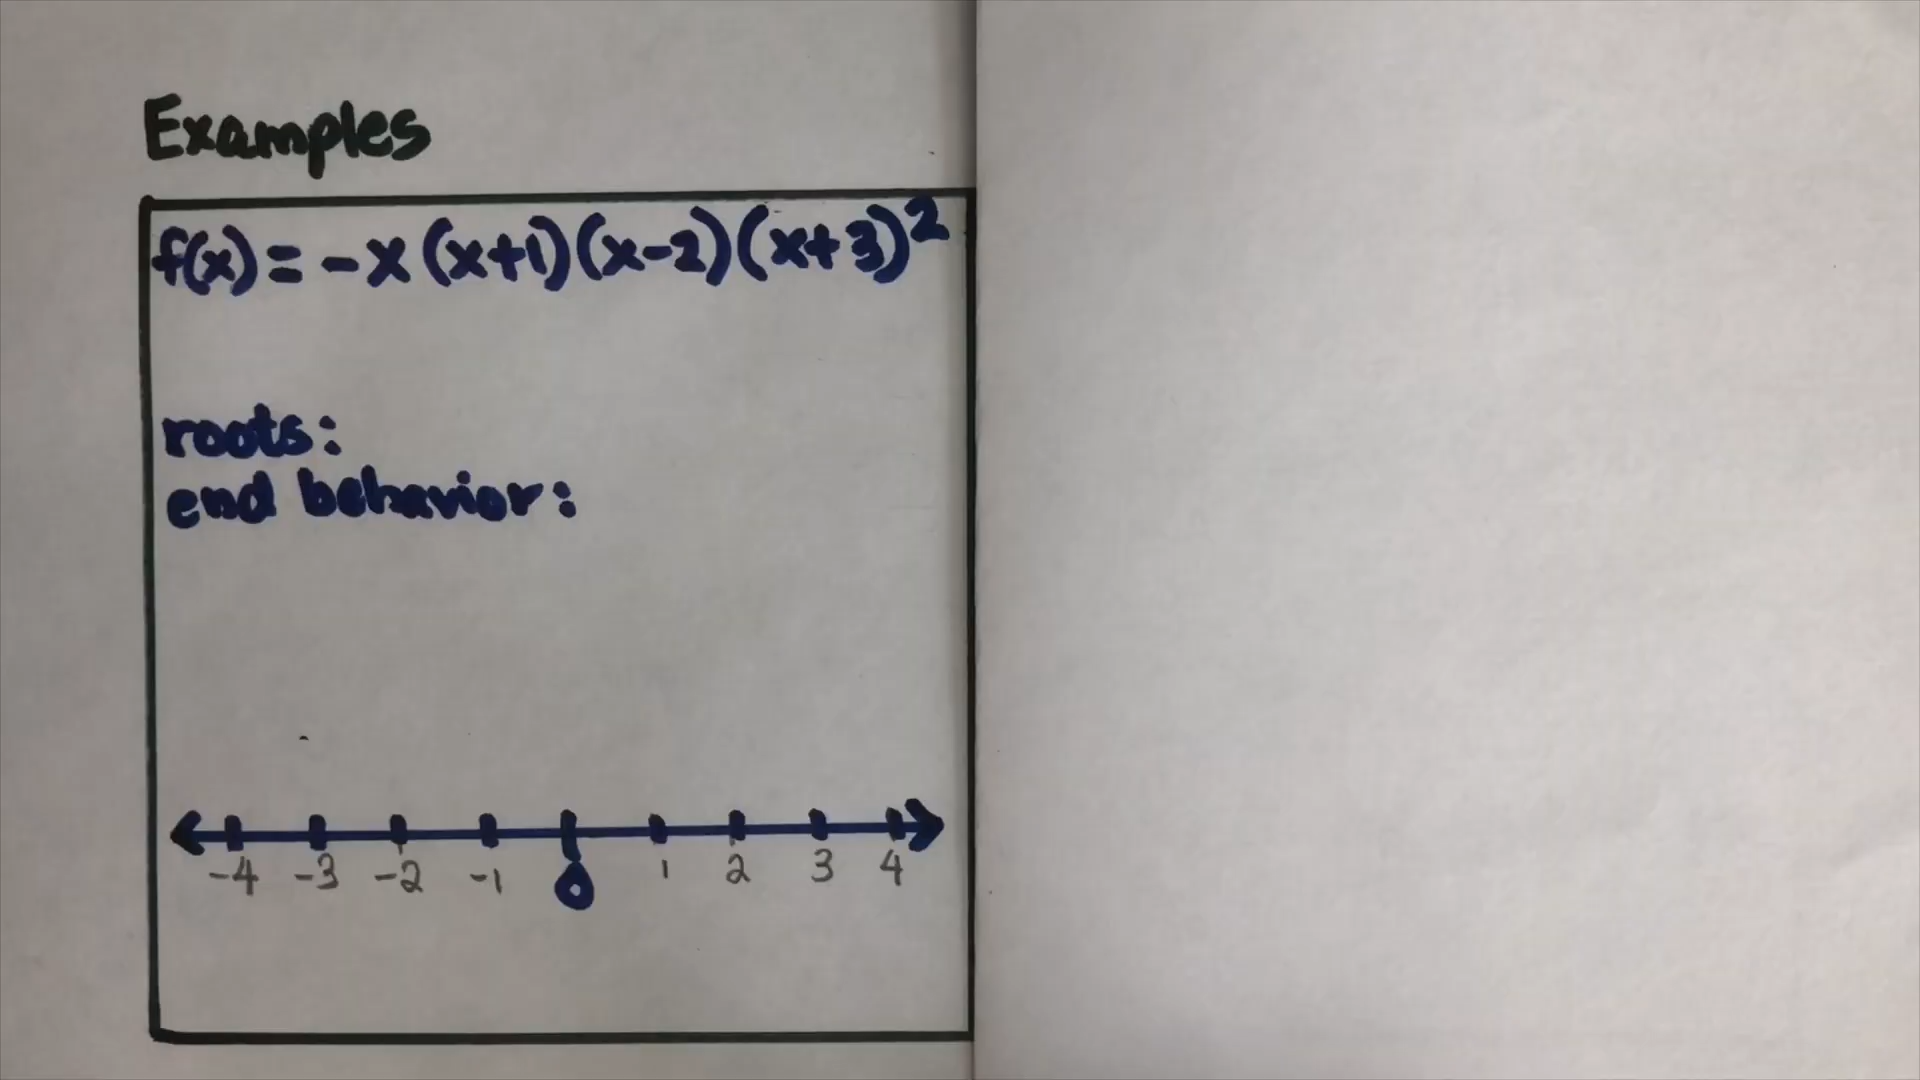 Examples
f(x) = -x(x+1)(x-2)(x+3)²
roots:
end behavior:
-4 -3 -2 -1 0 1 2 3 4